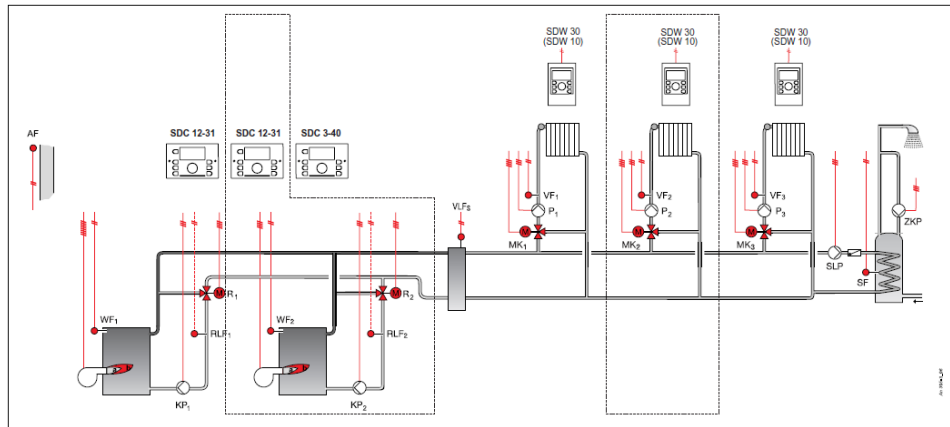 SDW 30
(SDW 10)
SDW 30
(SDW 10)
SDW 30
(SDW 10)
AF
SDC 12-31
SDC 12-31
SDC 3-40
VLFS
VF1
VF2
VF3
P1
P2
P3
ZKP
M
M
M
MK1
MK2
MK3
SLP
SF
M
R1
M
R2
WF1
RLF1
WF2
RLF2
a
b
a
b
KP1
KP2